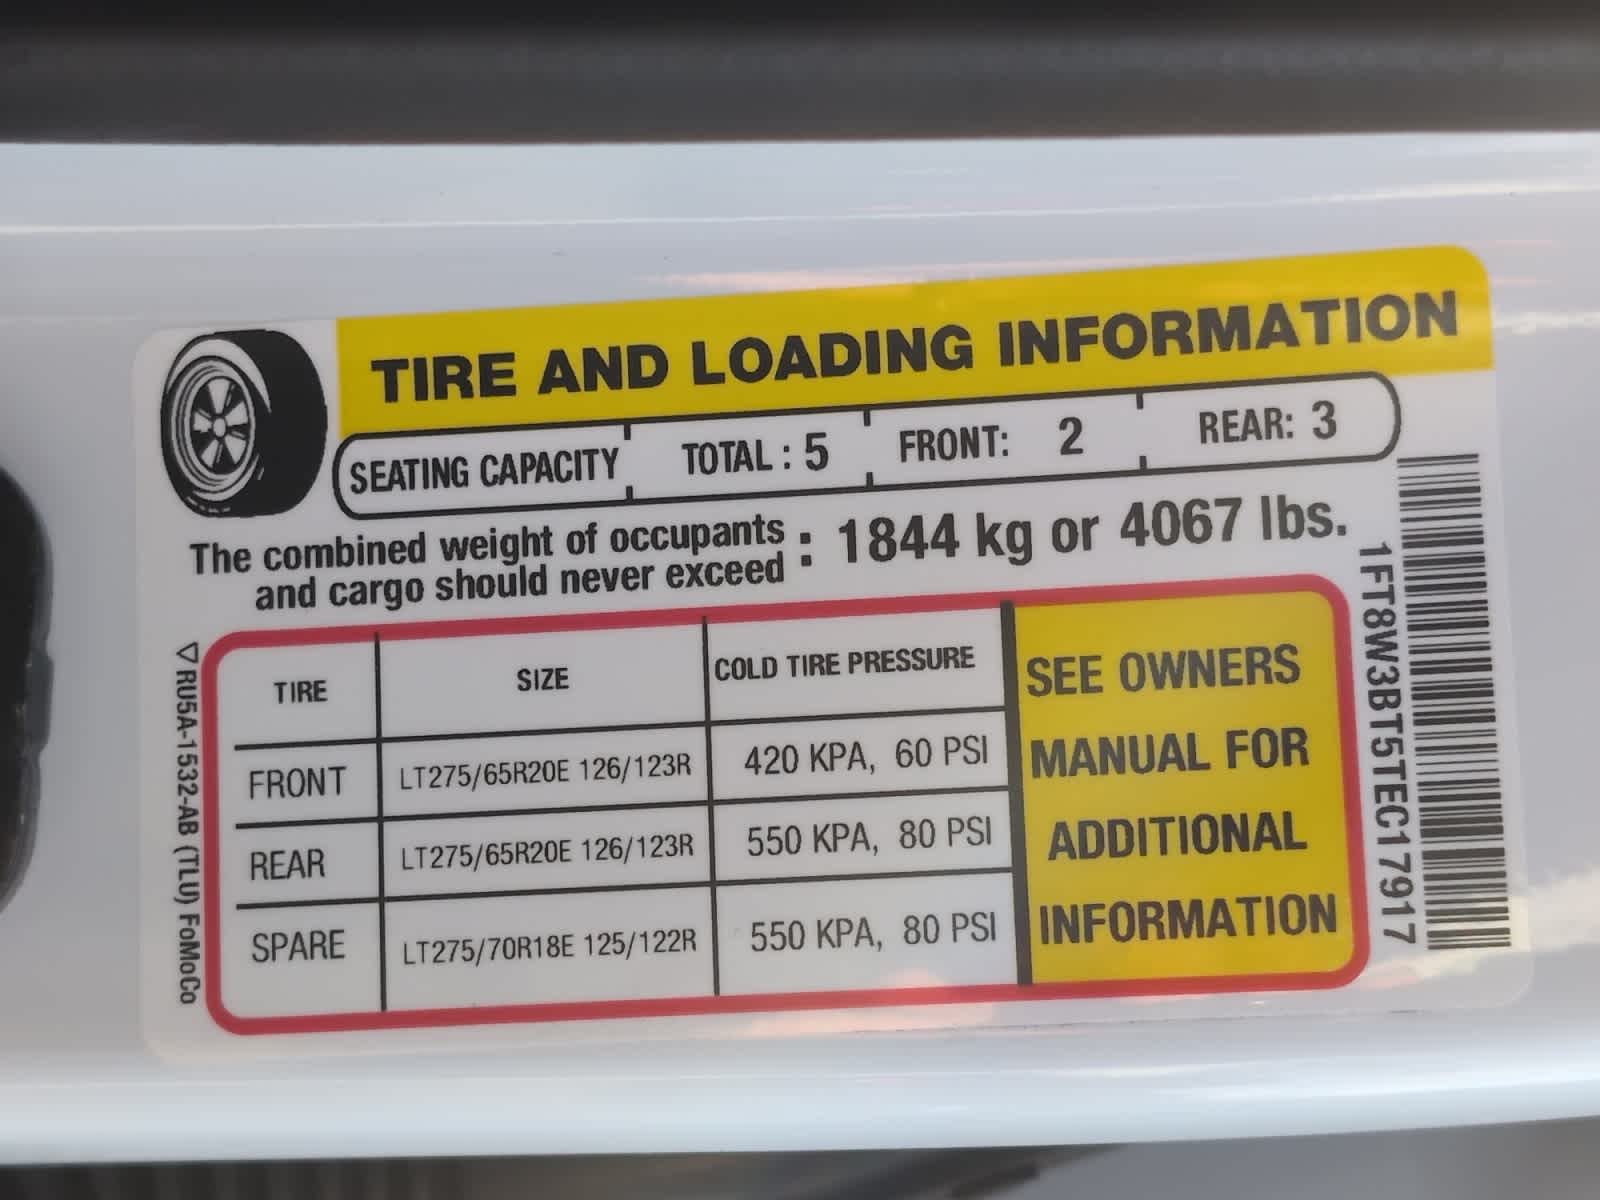 TIRE AND LOADING INFORMATION
SEATING CAPACITY TOTAL : 5 FRONT: 2 REAR: 3
The combined weight of occupants
and cargo should never exceed : 1844 kg or 4067 lbs.
TIRE SIZE COLD TIRE PRESSURE
FRONT LT275/65R20E 126/123R 420 KPA, 60 PSI
REAR LT275/65R20E 126/123R 550 KPA, 80 PSI
SPARE LT275/70R18E 125/122R 550 KPA, 80 PSI
SEE OWNERS
MANUAL FOR
ADDITIONAL
INFORMATION
1FT8W3BT5TEC17917
RU5A-1532-AB (TLU) FoMoCo